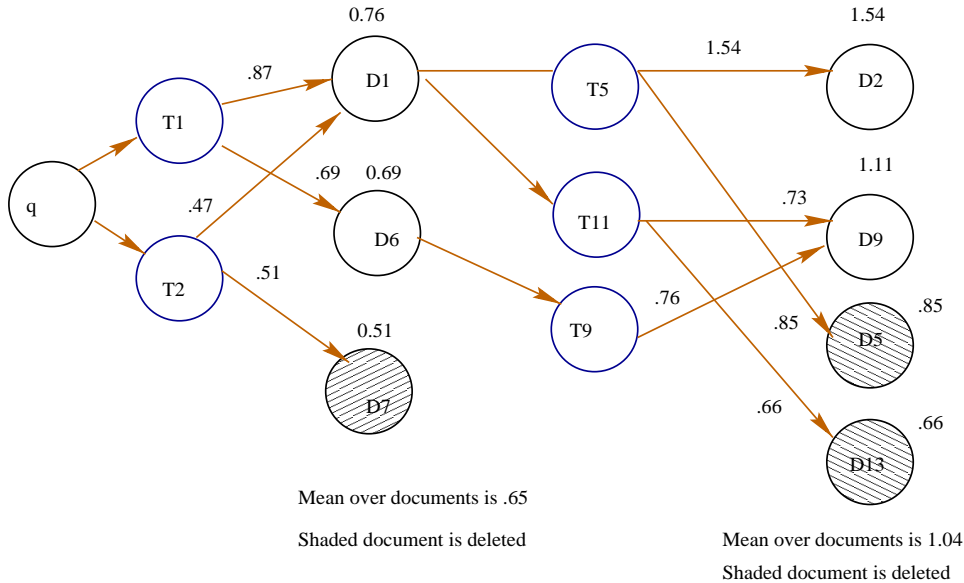 0.76
1.54
.87
D1
1.54
D2
T1
T5
.69
0.69
1.11
q
.47
.73
T11
D6
D9
T2
.51
.76
.85
T9
0.51
.85
D5
D7
.66
.66
D13
Mean over documents is .65
Shaded document is deleted
Mean over documents is 1.04
Shaded document is deleted